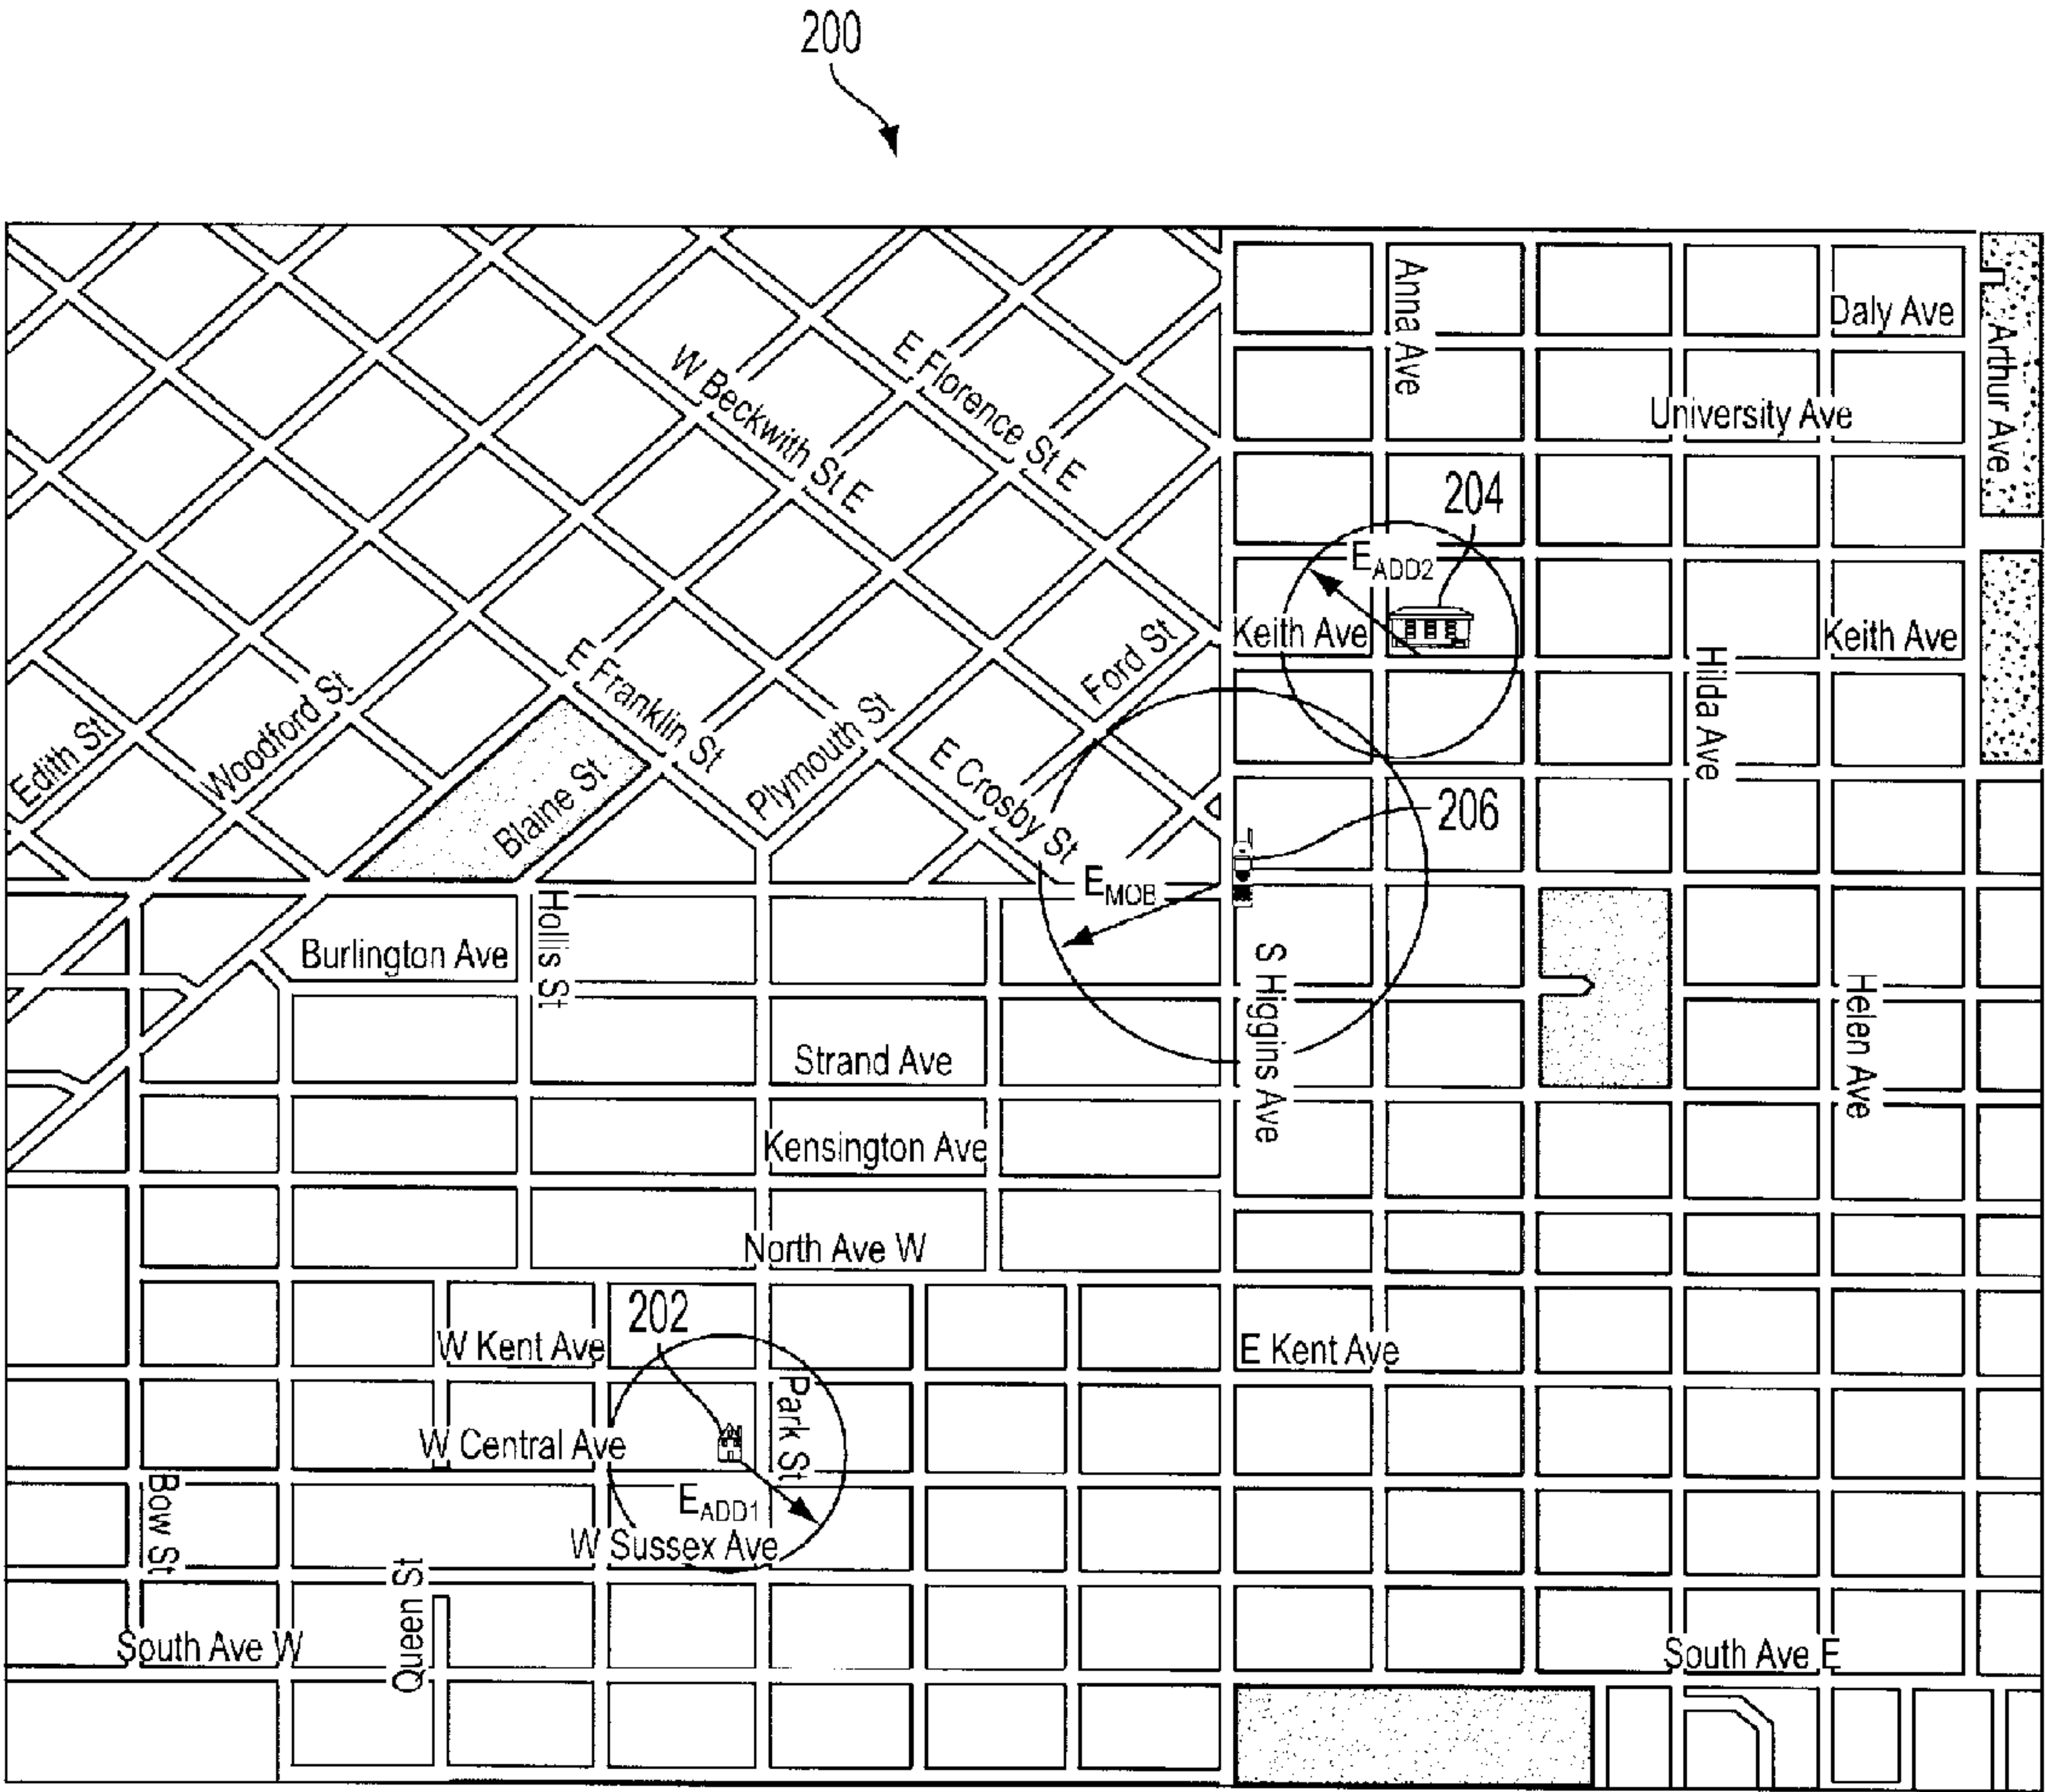 200
Anna Ave
Daly Ave
Arthur Ave
E Florence St E
W Beckwith St E
University Ave
204
E ADD2
Keith Ave
Keith Ave
Ford St
Hilda Ave
E Franklin St
Woodford St
Edith St
Plymouth St
Blaine St
E Crosby St
206
E MOB
Hollis St
Burlington Ave
S Higgins Ave
Helen Ave
Strand Ave
Kensington Ave
North Ave W
202
W Kent Ave
E Kent Ave
Park St
W Central Ave
Bow St
E ADD1
W Sussex Ave
Queen St
South Ave W
South Ave E